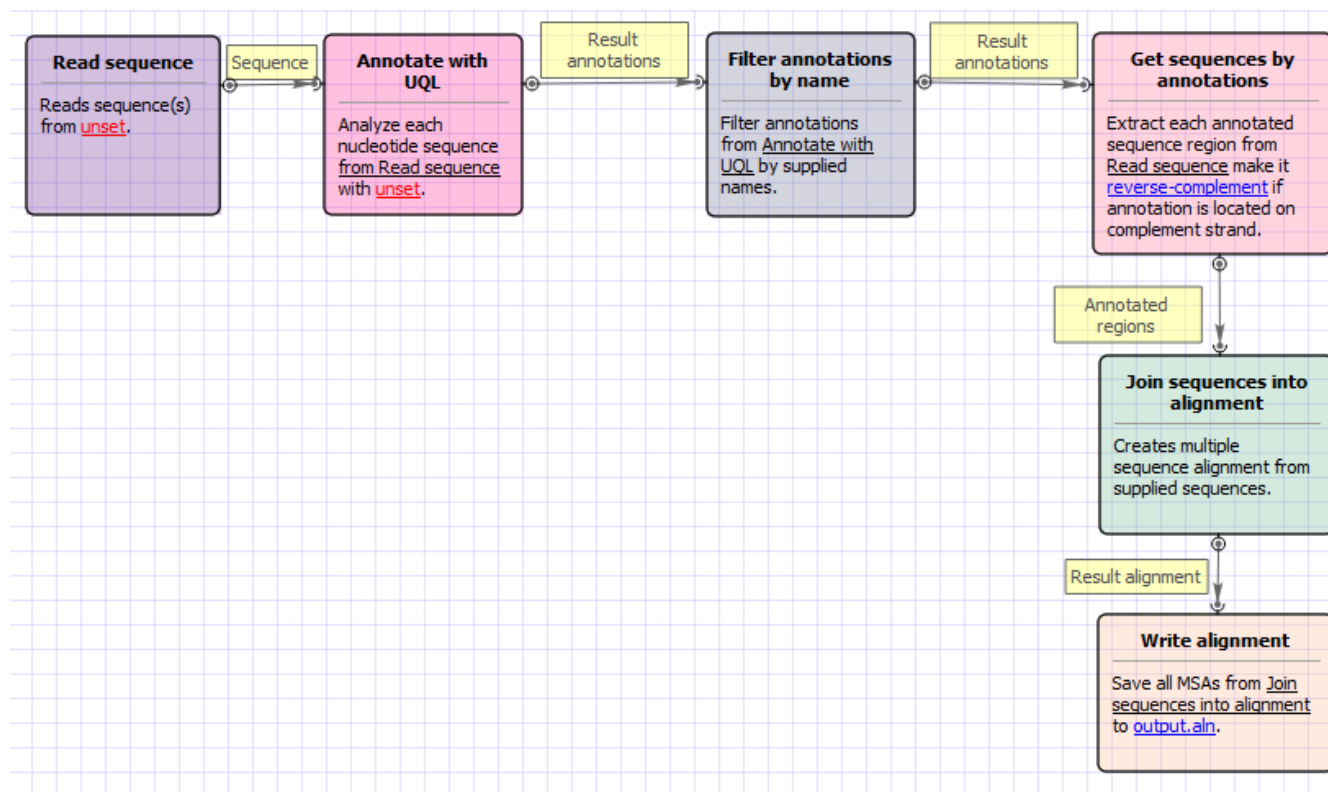 Read sequence
Reads sequence(s)
from unset.
Sequence
Annotate with
UQL
Analyze each
nucleotide sequence
from Read sequence
with unset.
Result
annotations
Filter annotations
by name
Filter annotations
from Annotate with
UQL by supplied
names.
Result
annotations
Get sequences by
annotations
Extract each annotated
sequence region from
Read sequence make it
reverse-complement if
annotation is located on
complement strand.
Annotated
regions
Join sequences into
alignment
Creates multiple
sequence alignment from
supplied sequences.
Result alignment
Write alignment
Save all MSAs from Join
sequences into alignment
to output.aln.